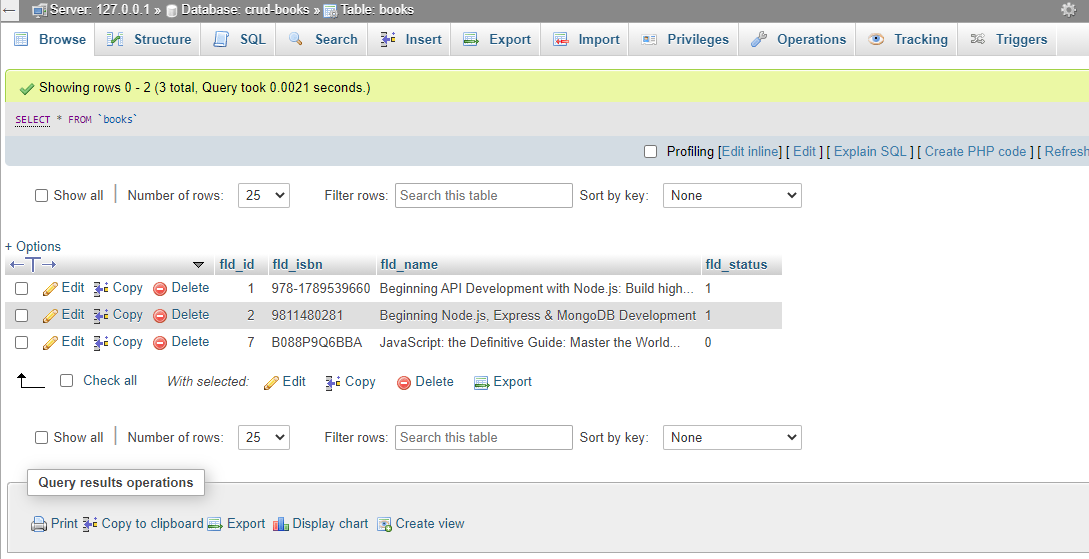 Server: 127.0.0.1 » Database: crud-books » Table: books
Browse Structure SQL Search Insert Export Import Privileges Operations Tracking Triggers
Showing rows 0 - 2 (3 total, Query took 0.0021 seconds.)
SELECT * FROM `books`
Profiling [Edit inline] [ Edit ] [ Explain SQL ] [ Create PHP code ] [ Refresh
Show all Number of rows: 25 Filter rows: Search this table Sort by key: None
+ Options
fld_id fld_isbn fld_name fld_status
Edit Copy Delete 1 978-1789539660 Beginning API Development with Node.js: Build high... 1
Edit Copy Delete 2 9811480281 Beginning Node.js, Express & MongoDB Development 1
Edit Copy Delete 7 B088P9Q6BBA JavaScript: the Definitive Guide: Master the World... 0
Check all With selected: Edit Copy Delete Export
Show all Number of rows: 25 Filter rows: Search this table Sort by key: None
Query results operations
Print Copy to clipboard Export Display chart Create view